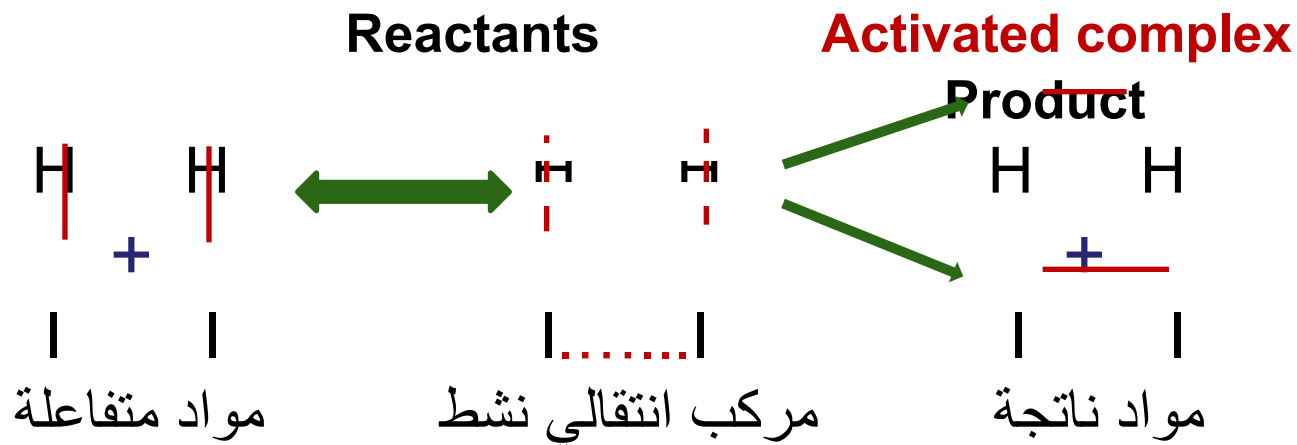 Reactants Activated complex
Product
H H H H H H
+ +
I I I I I I
مواد متفاعلة مركب انتقالي نشط مواد ناتجة